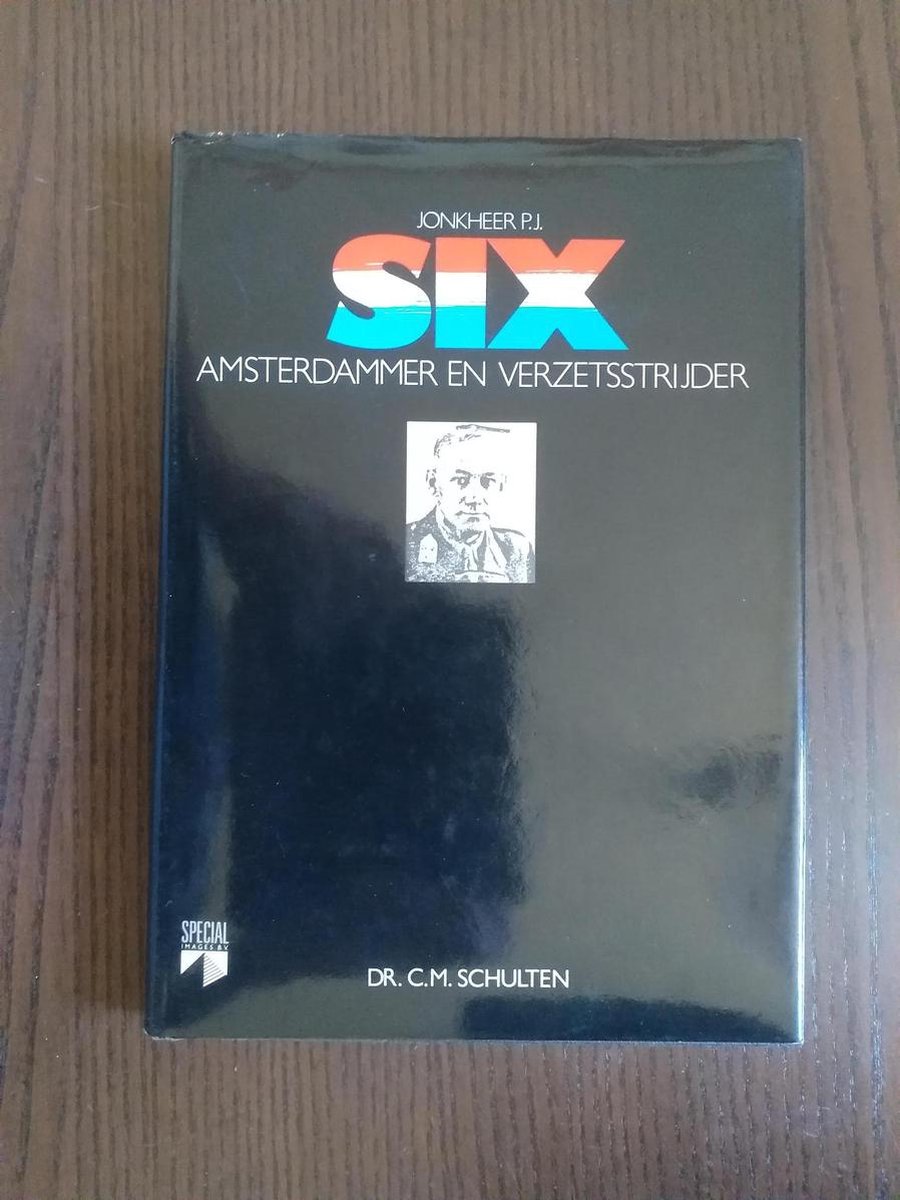 JONKHEER P.J.
SIX
AMSTERDAMMER EN VERZETSSTRIJDER
SPECIAL
IMAGES B.V.
DR. C.M. SCHULTEN